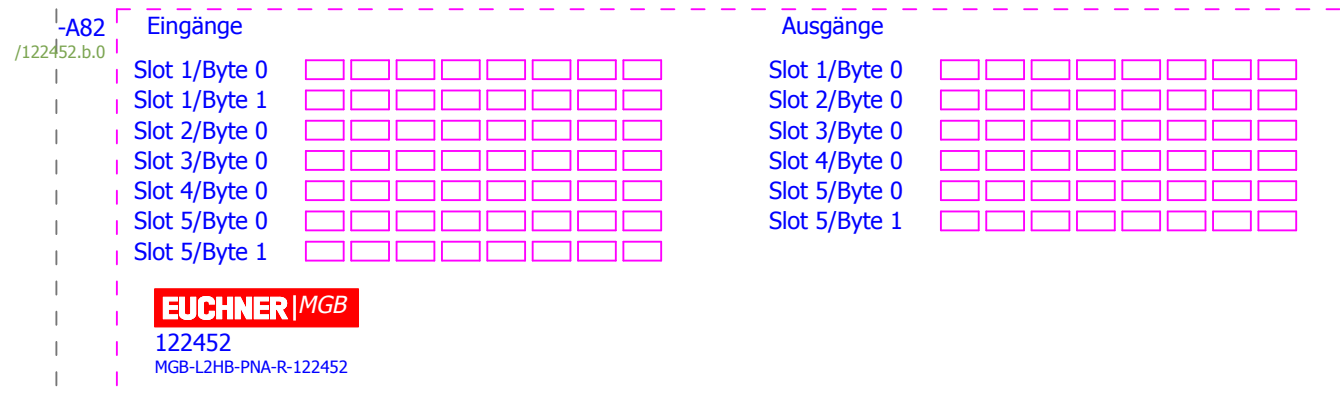 -A82
/122452.b.0
Eingänge
Slot 1/Byte 0
Slot 1/Byte 1
Slot 2/Byte 0
Slot 3/Byte 0
Slot 4/Byte 0
Slot 5/Byte 0
Slot 5/Byte 1
Ausgänge
Slot 1/Byte 0
Slot 2/Byte 0
Slot 3/Byte 0
Slot 4/Byte 0
Slot 5/Byte 0
Slot 5/Byte 1
EUCHNER|MGB
122452
MGB-L2HB-PNA-R-122452